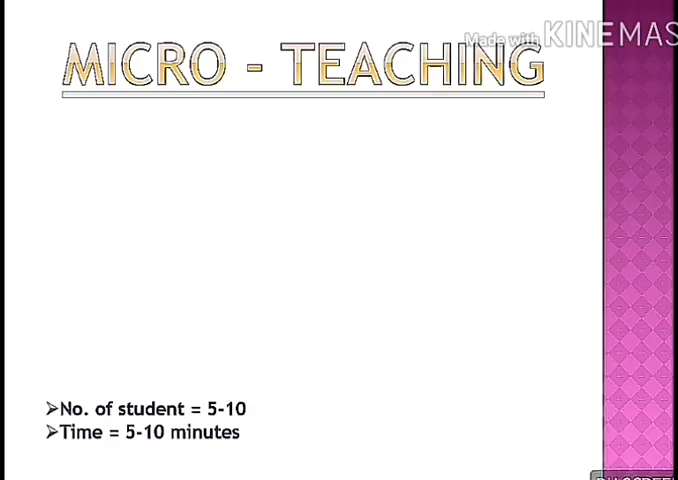 Made with KINEMAS
MICRO - TEACHING
➢No. of student = 5-10
➢Time = 5-10 minutes